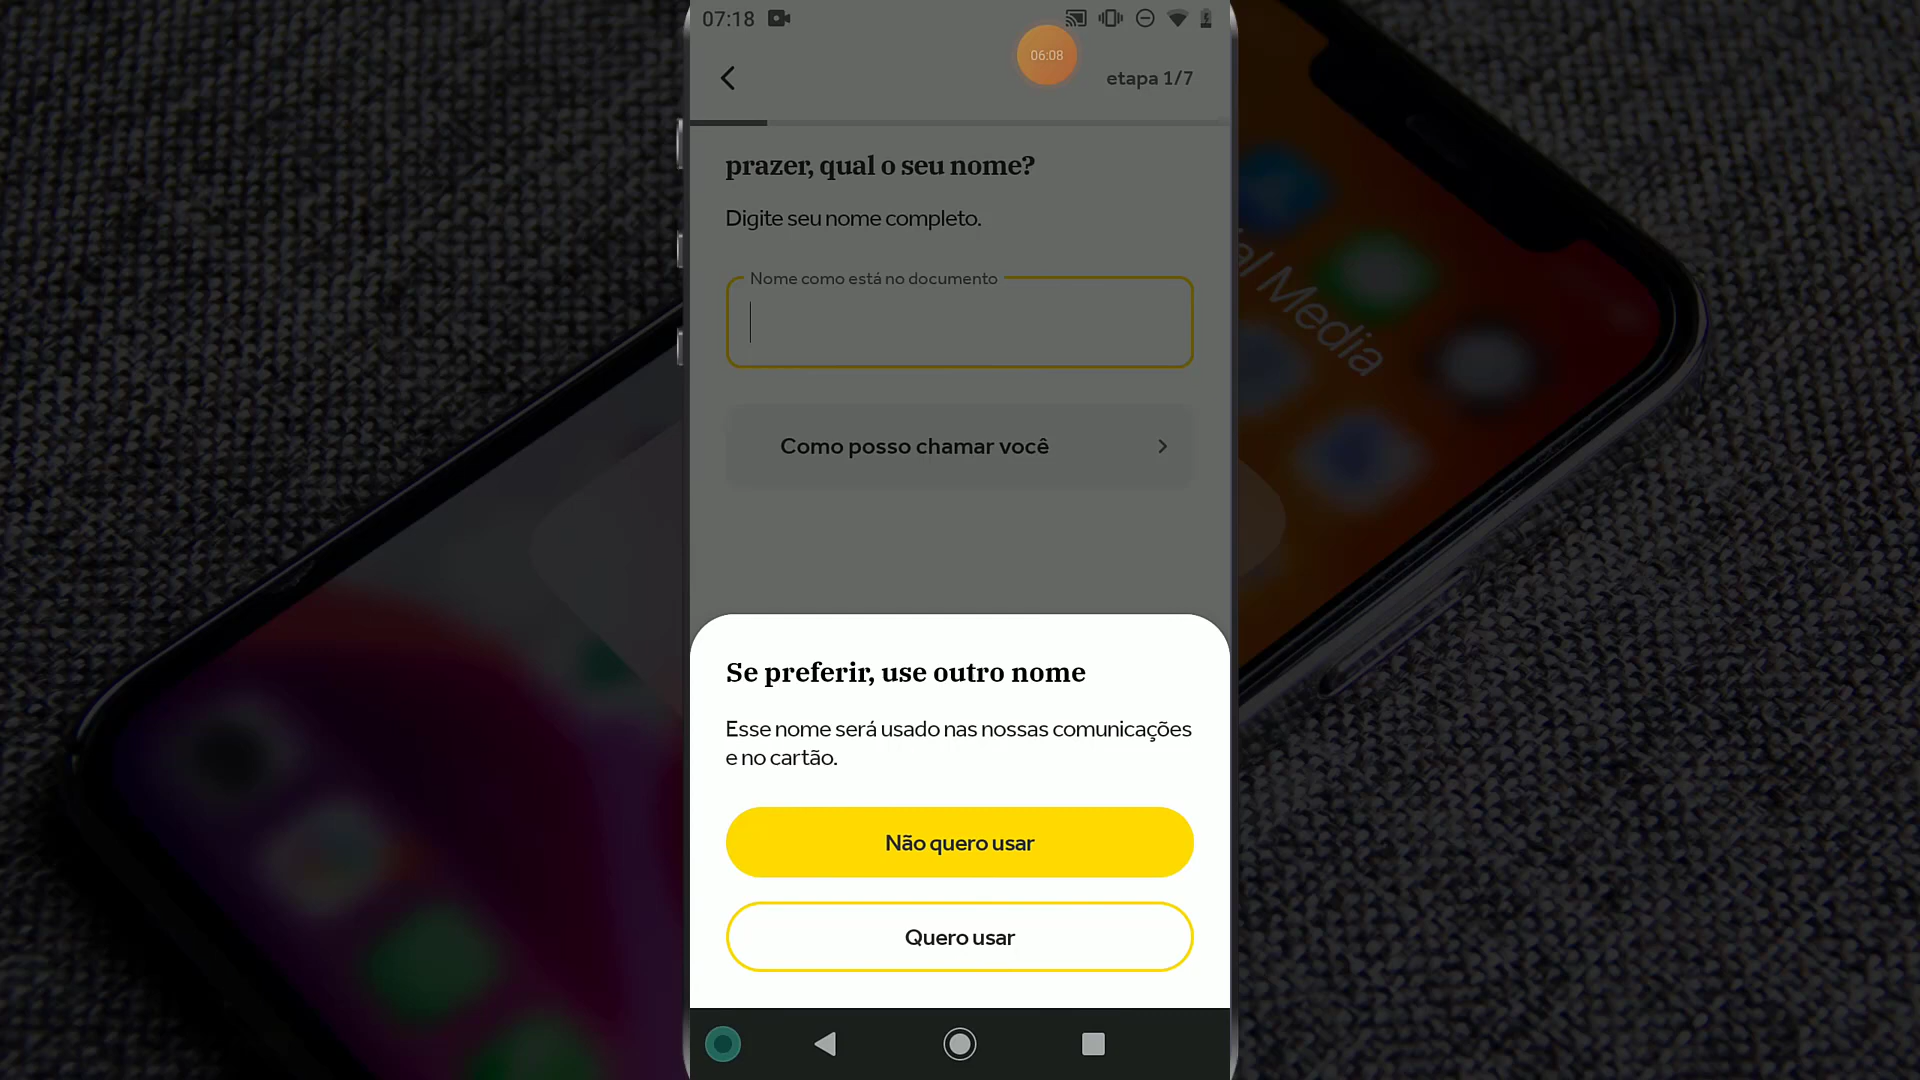 07:18
06:08
etapa 1/7
prazer, qual o seu nome?
Digite seu nome completo.
Nome como está no documento
Como posso chamar você
ial Media
Se preferir, use outro nome
Esse nome será usado nas nossas comunicações
e no cartão.
Não quero usar
Quero usar